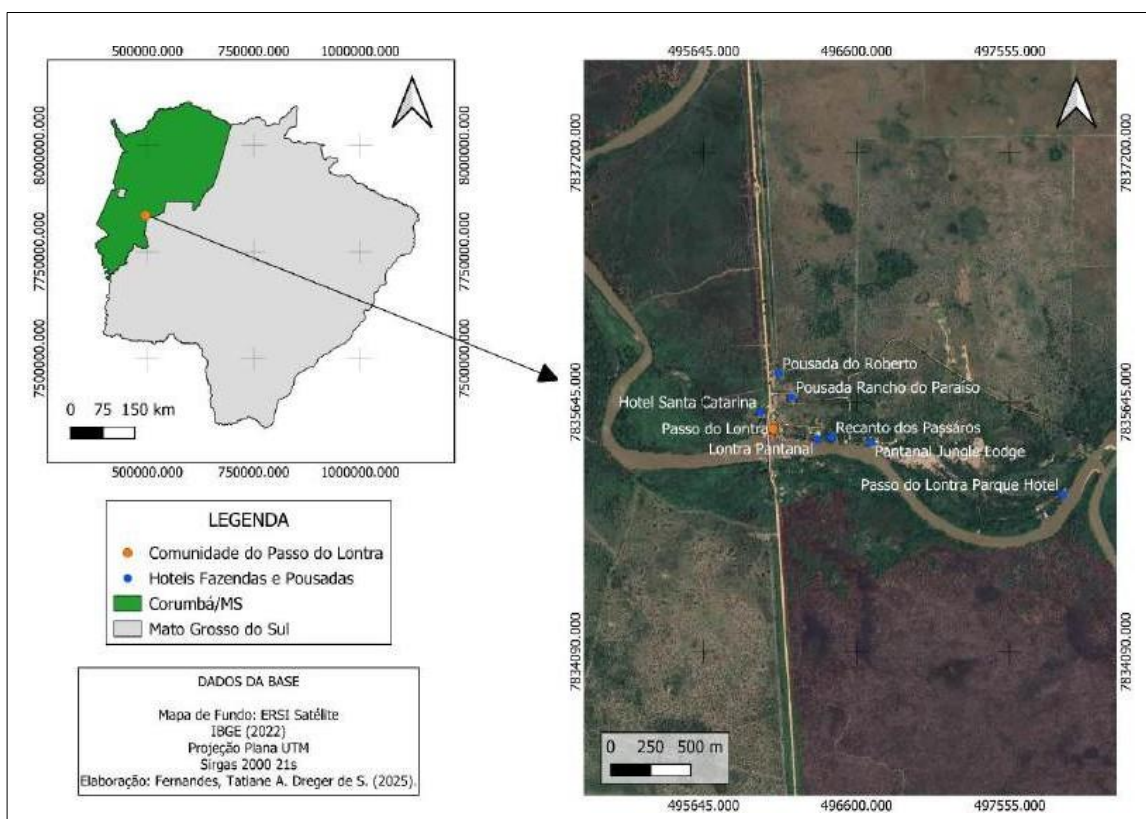 500000.000 750000.000 1000000.000
8000000.000
8000000.000
7750000.000
7750000.000
7500000.000
7500000.000
0 75 150 km
500000.000 750000.000 1000000.000
LEGENDA
Comunidade do Passo do Lontra
Hoteis Fazendas e Pousadas
Corumbá/MS
Mato Grosso do Sul
DADOS DA BASE
Mapa de Fundo: ERSI Satélite
IBGE (2022)
Projeção Plana UTM
Sirgas 2000 21s
Elaboração: Fernandes, Tatiane A. Dreger de S. (2025).
495645.000 496600.000 497555.000
7837200.000
7837200.000
7835645.000
7835645.000
7834090.000
7834090.000
Pousada do Roberto
Pousada Rancho do Paraíso
Hotel Santa Catarina
Passo do Lontra
Recanto dos Passáros
Lontra Pantanal
Pantanal Jungle Lodge
Passo do Lontra Parque Hotel
0 250 500 m
495645.000 496600.000 497555.000